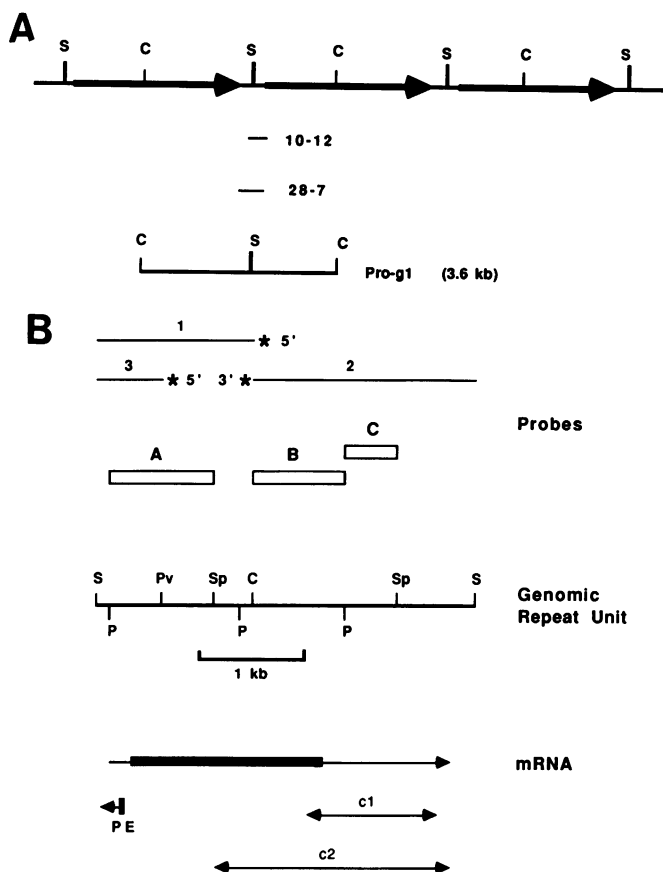 A
S C S C S C S
10-12
28-7
C S C
Pro-g1 (3.6 kb)
B
1
* 5'
3 * 5' 3' * 2
Probes
C
A B
S Pv Sp C Sp S
Genomic
Repeat Unit
P P P
1 kb
mRNA
c1
PE
c2